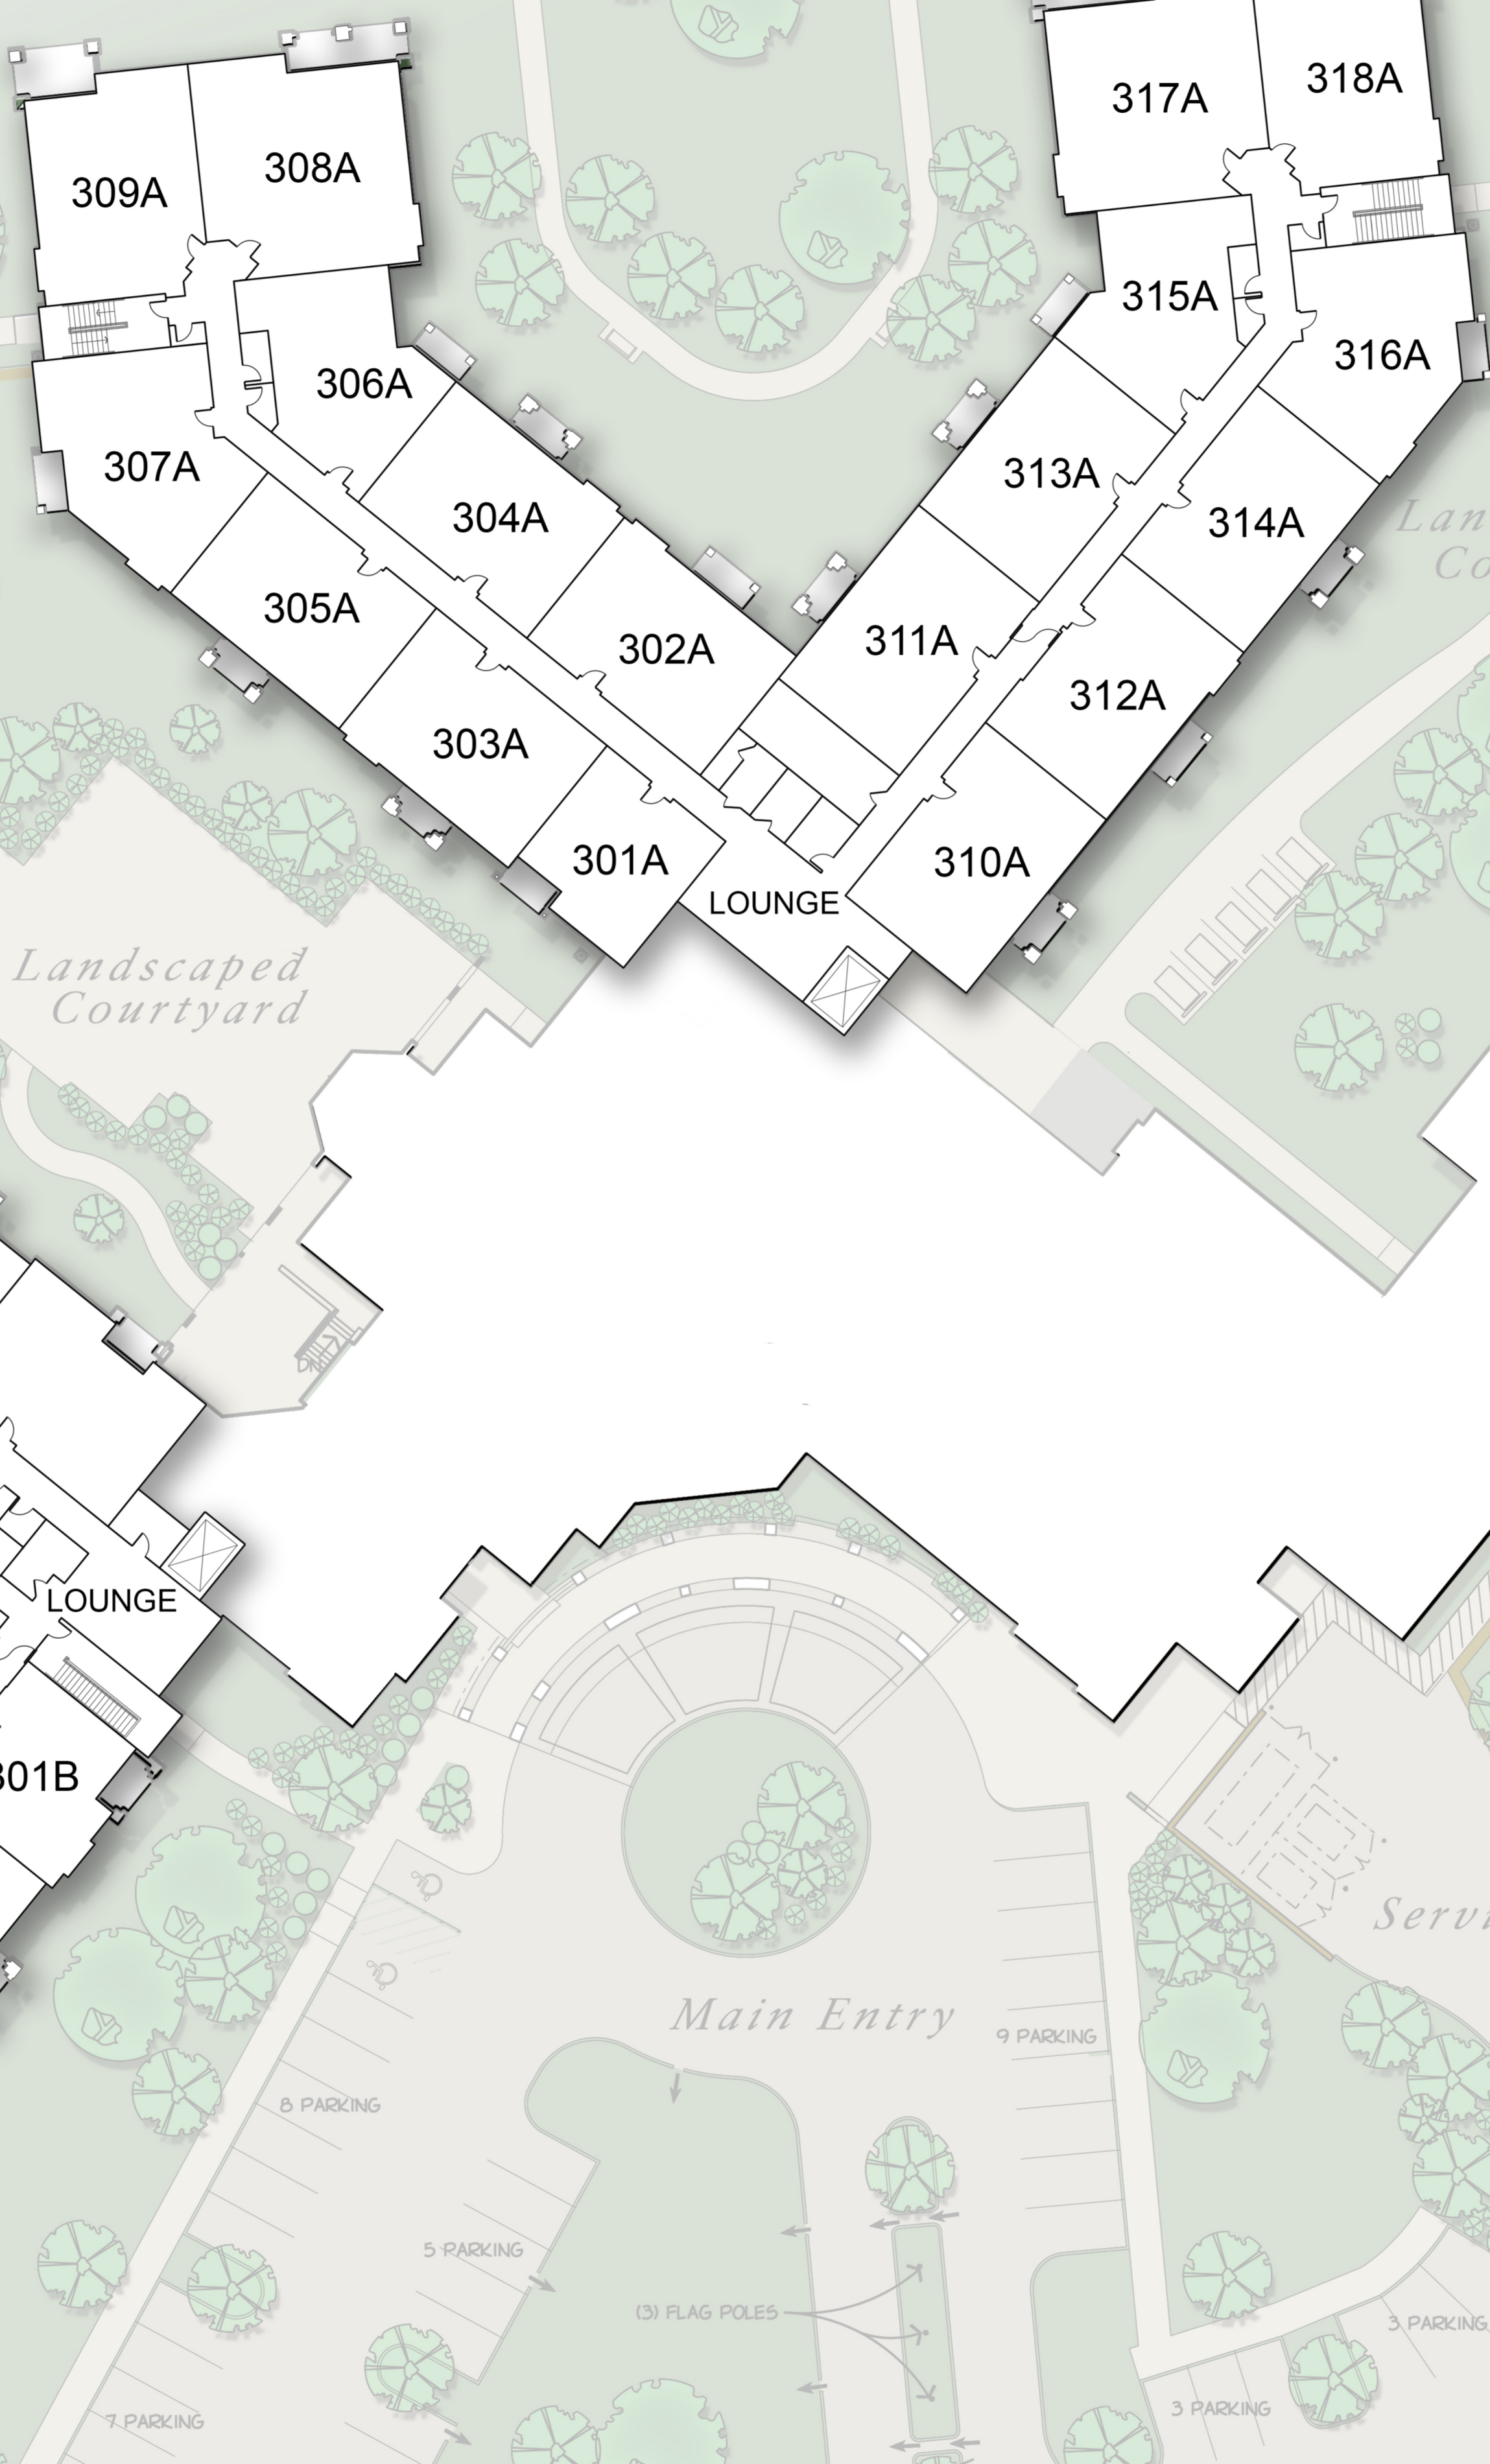 317A
318A
308A
309A
315A
316A
306A
307A
313A
304A
314A
Lan
Co
305A
311A
302A
312A
303A
301A
310A
LOUNGE
Landscaped
Courtyard
DN
LOUNGE
301B
Servi
Main Entry
9 PARKING
8 PARKING
5 PARKING
(3) FLAG POLES
3 PARKING
3 PARKING
7 PARKING